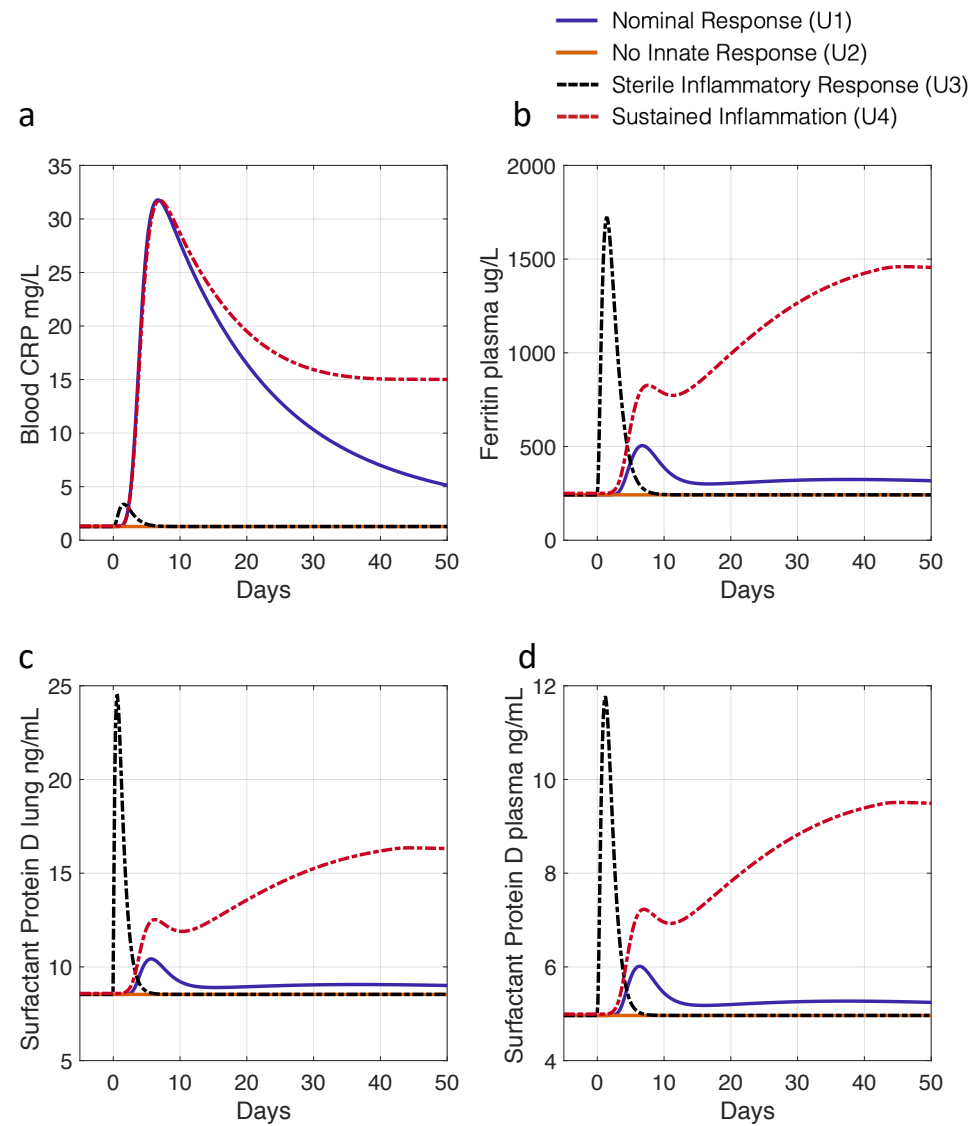 Nominal Response (U1)
No Innate Response (U2)
Sterile Inflammatory Response (U3)
Sustained Inflammation (U4)
a
35
30
25
20
15
10
5
0
Blood CRP mg/L
0 10 20 30 40 50
Days
b
2000
1500
1000
500
0
Ferritin plasma ug/L
0 10 20 30 40 50
Days
c
25
20
15
10
5
Surfactant Protein D lung ng/mL
0 10 20 30 40 50
Days
d
12
10
8
6
4
Surfactant Protein D plasma ng/mL
0 10 20 30 40 50
Days